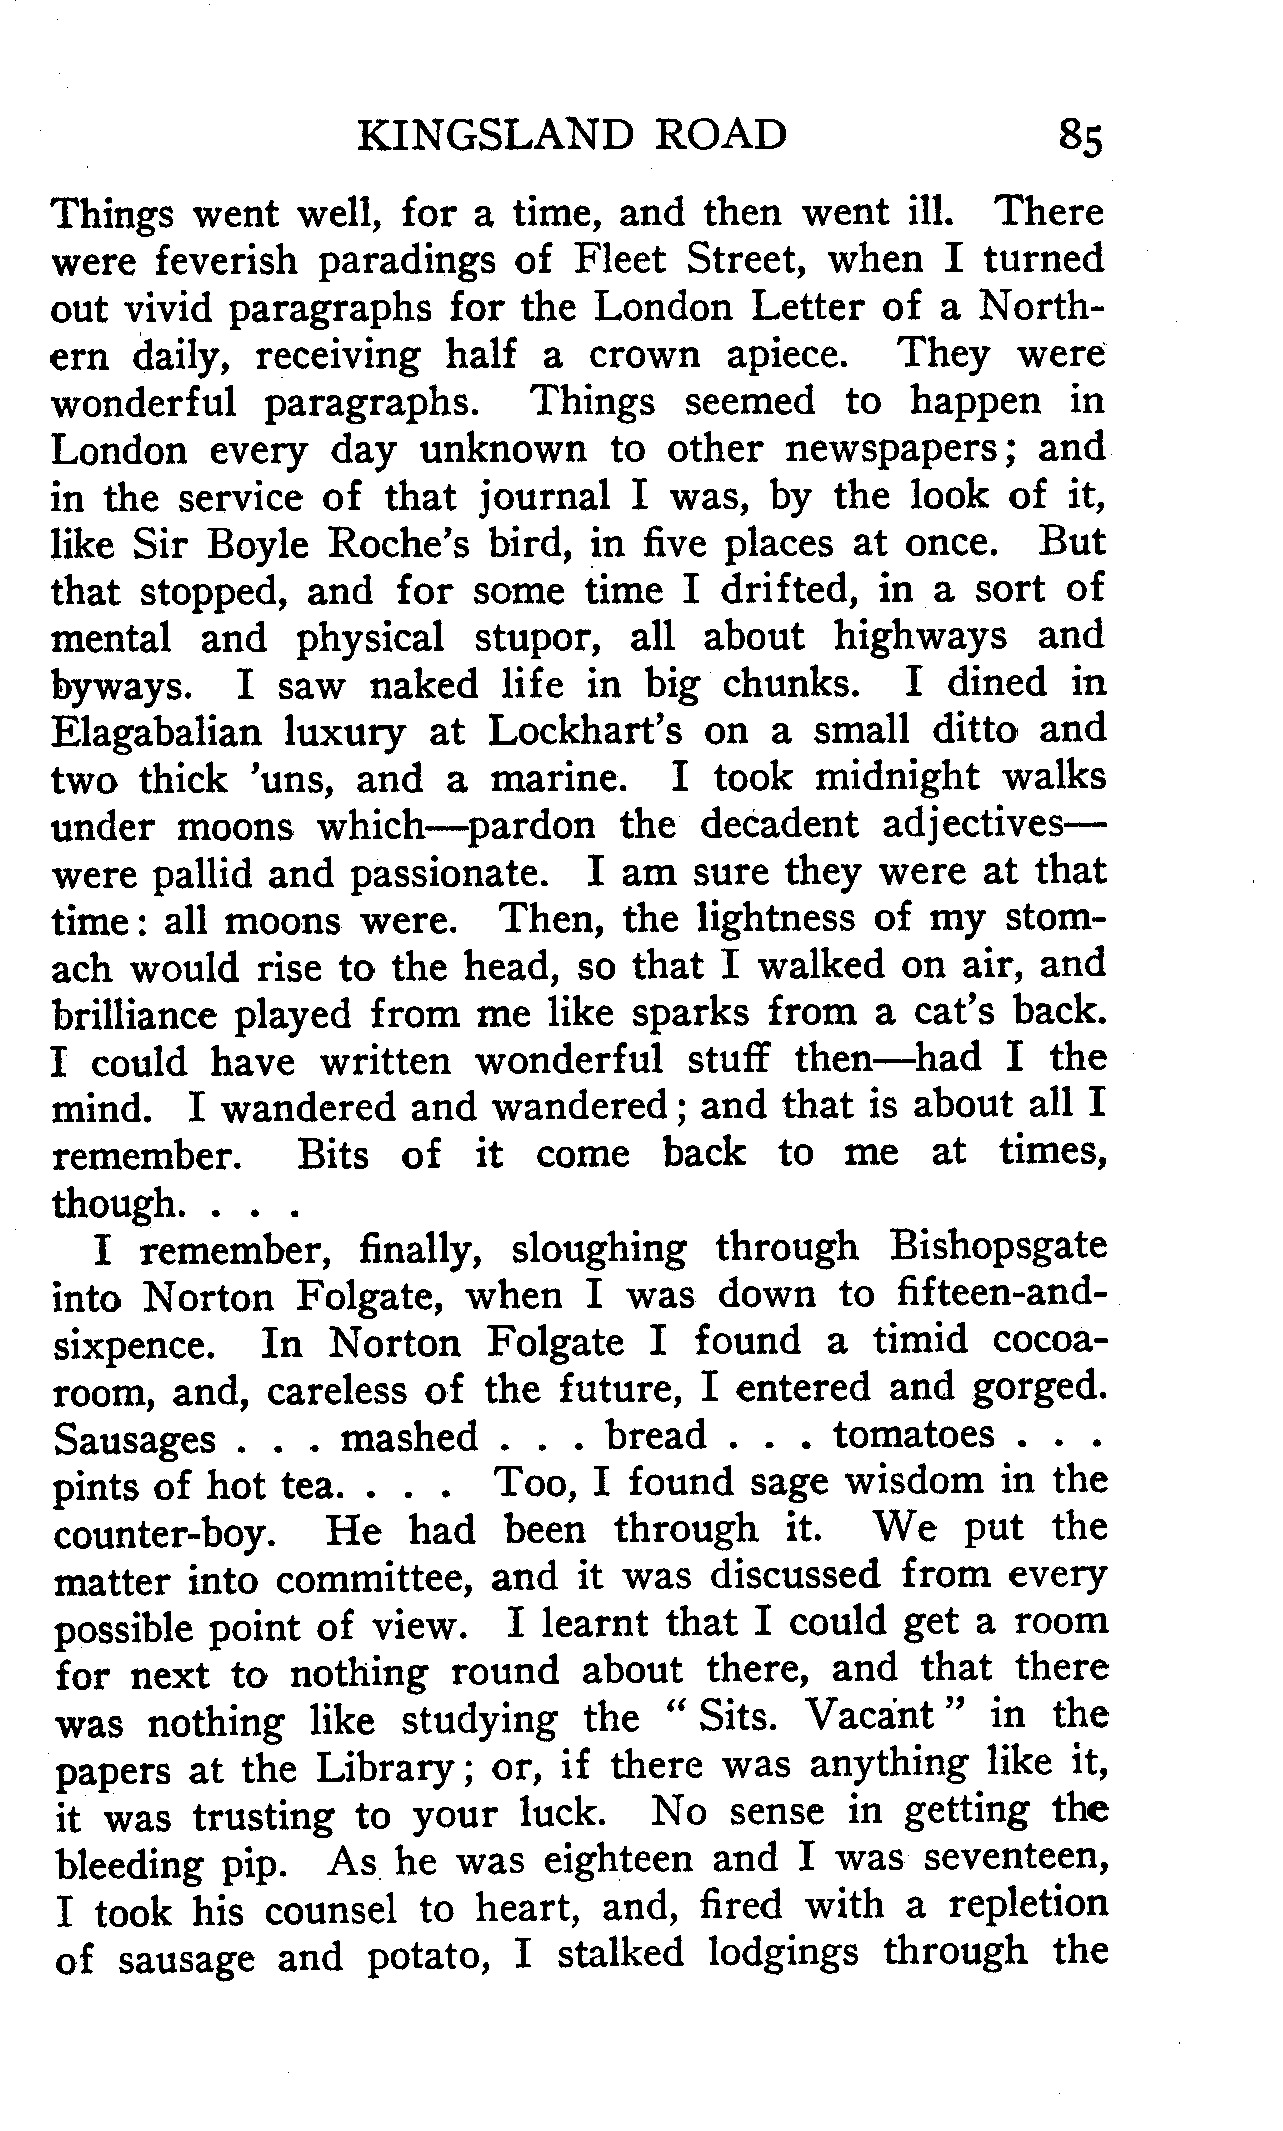 KINGSLAND ROAD 85
Things went well, for a time, and then went ill. There
were feverish paradings of Fleet Street, when I turned
out vivid paragraphs for the London Letter of a North-
ern daily, receiving half a crown apiece. They were
wonderful paragraphs. Things seemed to happen in
London every day unknown to other newspapers; and
in the service of that journal I was, by the look of it,
like Sir Boyle Roche's bird, in five places at once. But
that stopped, and for some time I drifted, in a sort of
mental and physical stupor, all about highways and
byways. I saw naked life in big chunks. I dined in
Elagabalian luxury at Lockhart's on a small ditto and
two thick 'uns, and a marine. I took midnight walks
under moons which—pardon the decadent adjectives—
were pallid and passionate. I am sure they were at that
time: all moons were. Then, the lightness of my stom-
ach would rise to the head, so that I walked on air, and
brilliance played from me like sparks from a cat's back.
I could have written wonderful stuff then—had I the
mind. I wandered and wandered; and that is about all I
remember. Bits of it come back to me at times,
though. . . .
I remember, finally, sloughing through Bishopsgate
into Norton Folgate, when I was down to fifteen-and-
sixpence. In Norton Folgate I found a timid cocoa-
room, and, careless of the future, I entered and gorged.
Sausages . . . mashed . . . bread . . . tomatoes . . .
pints of hot tea. . . . Too, I found sage wisdom in the
counter-boy. He had been through it. We put the
matter into committee, and it was discussed from every
possible point of view. I learnt that I could get a room
for next to nothing round about there, and that there
was nothing like studying the "Sits. Vacant" in the
papers at the Library; or, if there was anything like it,
it was trusting to your luck. No sense in getting the
bleeding pip. As he was eighteen and I was seventeen,
I took his counsel to heart, and, fired with a repletion
of sausage and potato, I stalked lodgings through the